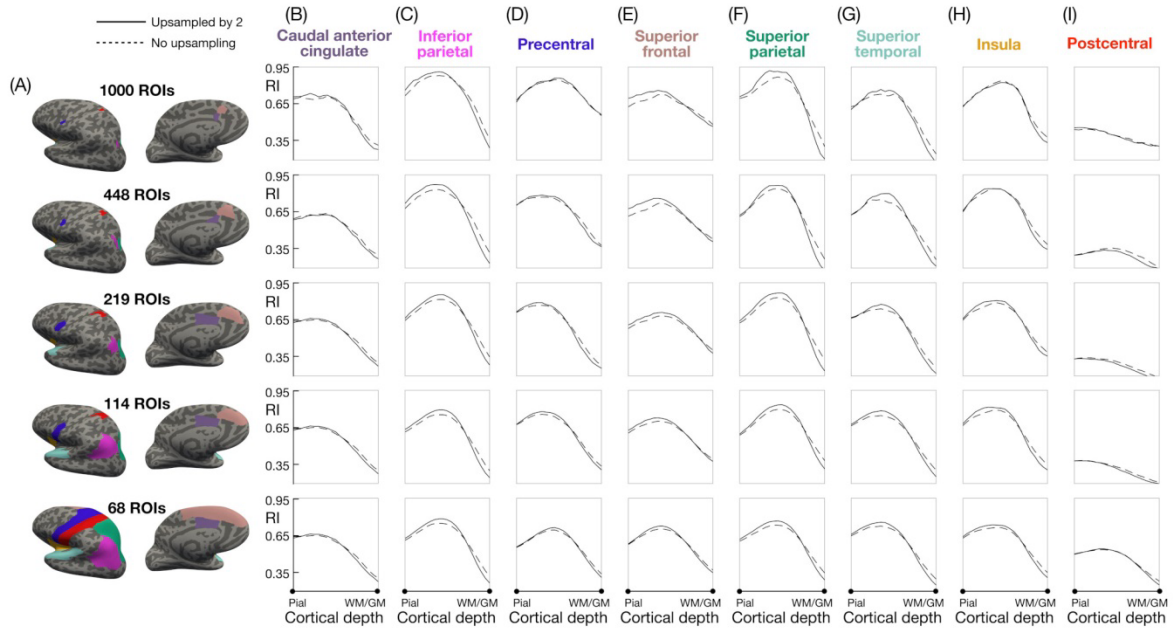 Upsampled by 2
No upsampling
(A)
(B)
Caudal anterior
cingulate
(C)
Inferior
parietal
(D)
Precentral
(E)
Superior
frontal
(F)
Superior
parietal
(G)
Superior
temporal
(H)
Insula
(I)
Postcentral
1000 ROIs
0.95
RI
0.65
0.35
448 ROIs
0.95
RI
0.65
0.35
219 ROIs
0.95
RI
0.65
0.35
114 ROIs
0.95
RI
0.65
0.35
68 ROIs
0.95
RI
0.65
0.35
Pial WM/GM
Cortical depth
Pial WM/GM
Cortical depth
Pial WM/GM
Cortical depth
Pial WM/GM
Cortical depth
Pial WM/GM
Cortical depth
Pial WM/GM
Cortical depth
Pial WM/GM
Cortical depth
Pial WM/GM
Cortical depth